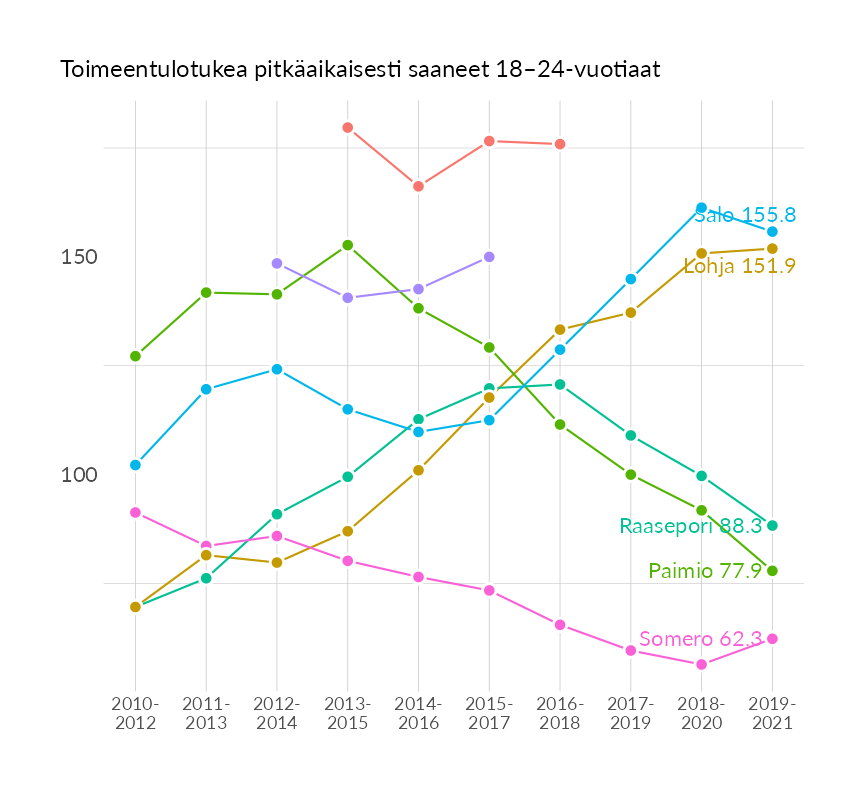 Toimeentulotukea pitkäaikaisesti saaneet 18–24-vuotiaat
Salo 155.8
150
Lohja 151.9
100
Raasepori 88.3
Paimio 77.9
Somero 62.3
2010- 2011- 2012- 2013- 2014- 2015- 2016- 2017- 2018- 2019-
2012 2013 2014 2015 2016 2017 2018 2019 2020 2021